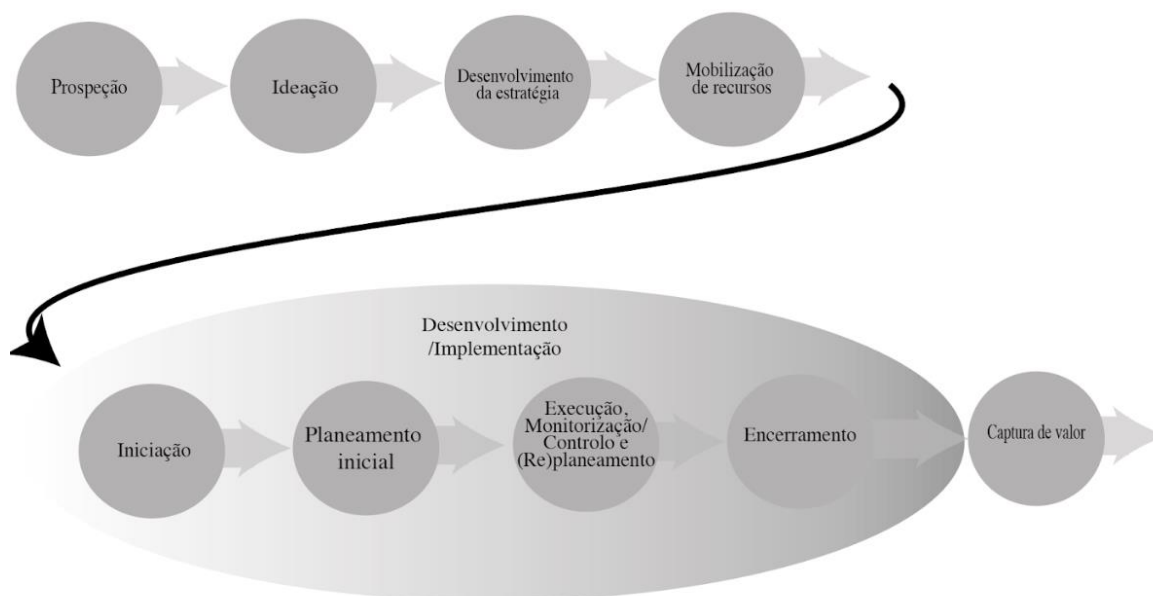 Prospeção
Ideação
Desenvolvimento
da estratégia
Mobilização
de recursos
Desenvolvimento
/Implementação
Iniciação
Planeamento
inicial
Execução,
Monitorização/
Controlo e
(Re)planeamento
Encerramento
Captura de valor